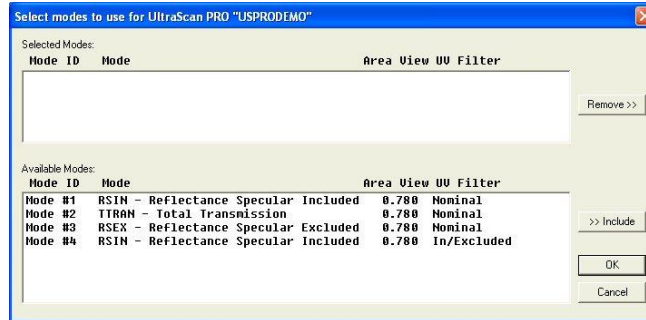 Select modes to use for UltraScan PRO "USPRODEMO"
Selected Modes:
Mode ID Mode Area View UV Filter
Remove >>
Available Modes:
Mode ID Mode Area View UV Filter
Mode #1 RSIN - Reflectance Specular Included 0.780 Nominal
Mode #2 TTRAN - Total Transmission 0.780 Nominal
Mode #3 RSEX - Reflectance Specular Excluded 0.780 Nominal
Mode #4 RSIN - Reflectance Specular Included 0.780 In/Excluded
>> Include
OK
Cancel